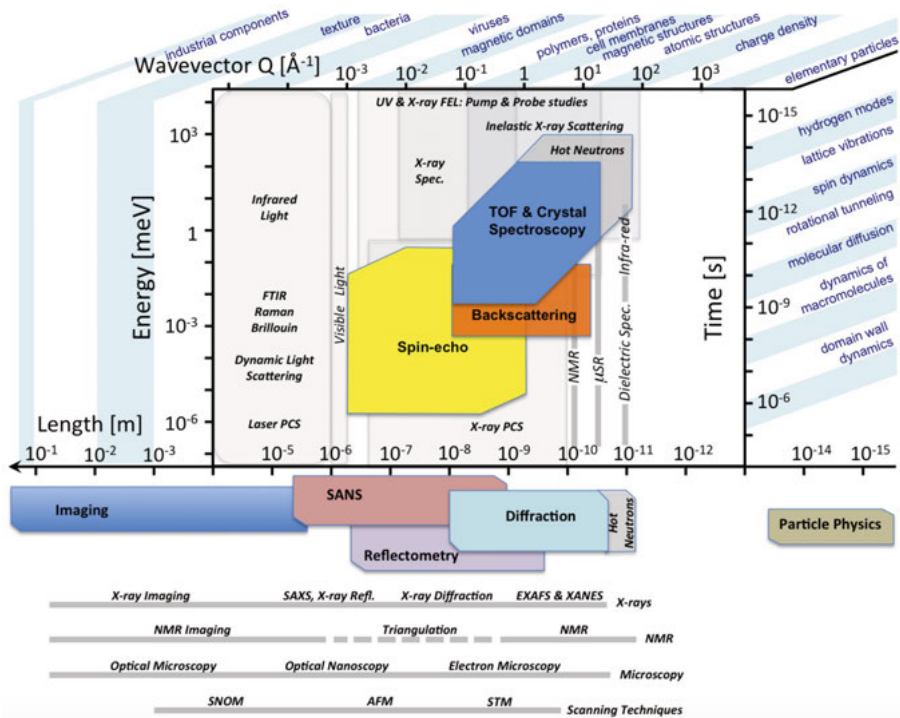 industrial components
texture
bacteria
viruses
magnetic domains
polymers, proteins
cell membranes
magnetic structures
atomic structures
charge density
elementary particles
Wavevector Q [Å⁻¹]
10⁻³ 10⁻² 10⁻¹ 1 10¹ 10² 10³
UV & X-ray FEL: Pump & Probe studies
Inelastic X-ray Scattering
Hot Neutrons
X-ray
Spec.
TOF & Crystal
Spectroscopy
Infrared
Light
FTIR
Raman
Brillouin
Dynamic Light
Scattering
Laser PCS
Visible Light
Spin-echo
Backscattering
X-ray PCS
NMR
µSR
Dielectric Spec.
Infra-red
Energy [meV]
10³
1
10⁻³
10⁻⁶
Time [s]
10⁻¹⁵
10⁻¹²
10⁻⁹
10⁻⁶
hydrogen modes
lattice vibrations
spin dynamics
rotational tunneling
molecular diffusion
dynamics of
macromolecules
domain wall
dynamics
Length [m]
10⁻¹ 10⁻² 10⁻³ 10⁻⁵ 10⁻⁶ 10⁻⁷ 10⁻⁸ 10⁻⁹ 10⁻¹⁰ 10⁻¹¹ 10⁻¹² 10⁻¹⁴ 10⁻¹⁵
Imaging
SANS
Reflectometry
Diffraction
Hot
Neutrons
Particle Physics
X-ray Imaging SAXS, X-ray Refl. X-ray Diffraction EXAFS & XANES X-rays
NMR Imaging Triangulation NMR NMR
Optical Microscopy Optical Nanoscopy Electron Microscopy Microscopy
SNOM AFM STM Scanning Techniques